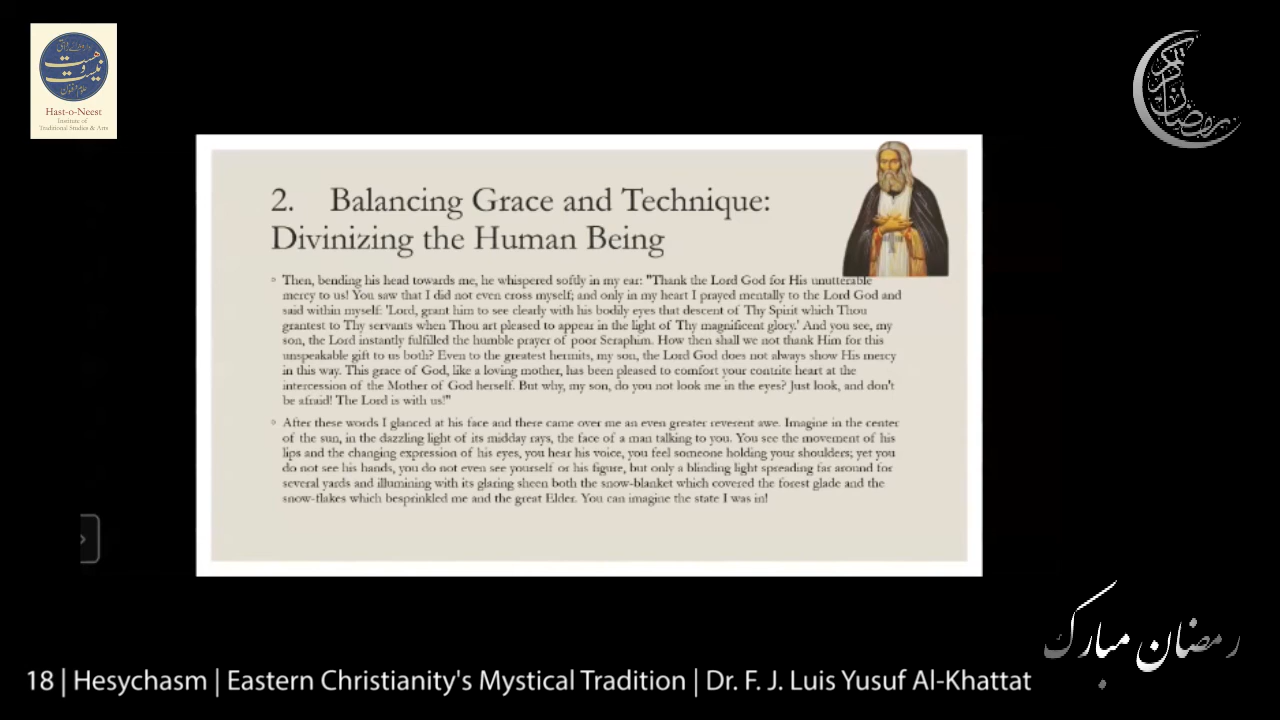 هست
و
نیست
Hast-o-Neest
Institute of
Traditional Studies & Arts
2. Balancing Grace and Technique:
Divinizing the Human Being
Then, bending his head towards me, he whispered softly in my ear: "Thank the Lord God for His unutterable
mercy to us! You saw that I did not even cross myself; and only in my heart I prayed mentally to the Lord God and
said within myself: 'Lord, grant him to see clearly with his bodily eyes that descent of Thy Spirit which Thou
grantest to Thy servants when Thou art pleased to appear in the light of Thy magnificent glory.' And you see, my
son, the Lord instantly fulfilled the humble prayer of poor Seraphim. How then shall we not thank Him for this
unspeakable gift to us both? Even to the greatest hermits, my son, the Lord God does not always show His mercy
in this way. This grace of God, like a loving mother, has been pleased to comfort your contrite heart at the
intercession of the Mother of God herself. But why, my son, do you not look me in the eyes? Just look, and don't
be afraid! The Lord is with us!"
After these words I glanced at his face and there came over me an even greater reverent awe. Imagine in the center
of the sun, in the dazzling light of its midday rays, the face of a man talking to you. You see the movement of his
lips and the changing expression of his eyes, you hear his voice, you feel someone holding your shoulders; yet you
do not see his hands, you do not even see yourself or his figure, but only a blinding light spreading far around for
several yards and illumining with its glaring sheen both the snow-blanket which covered the forest glade and the
snow-flakes which besprinkled me and the great Elder. You can imagine the state I was in!
رمضان مبارک
18 | Hesychasm | Eastern Christianity's Mystical Tradition | Dr. F. J. Luis Yusuf Al-Khattat